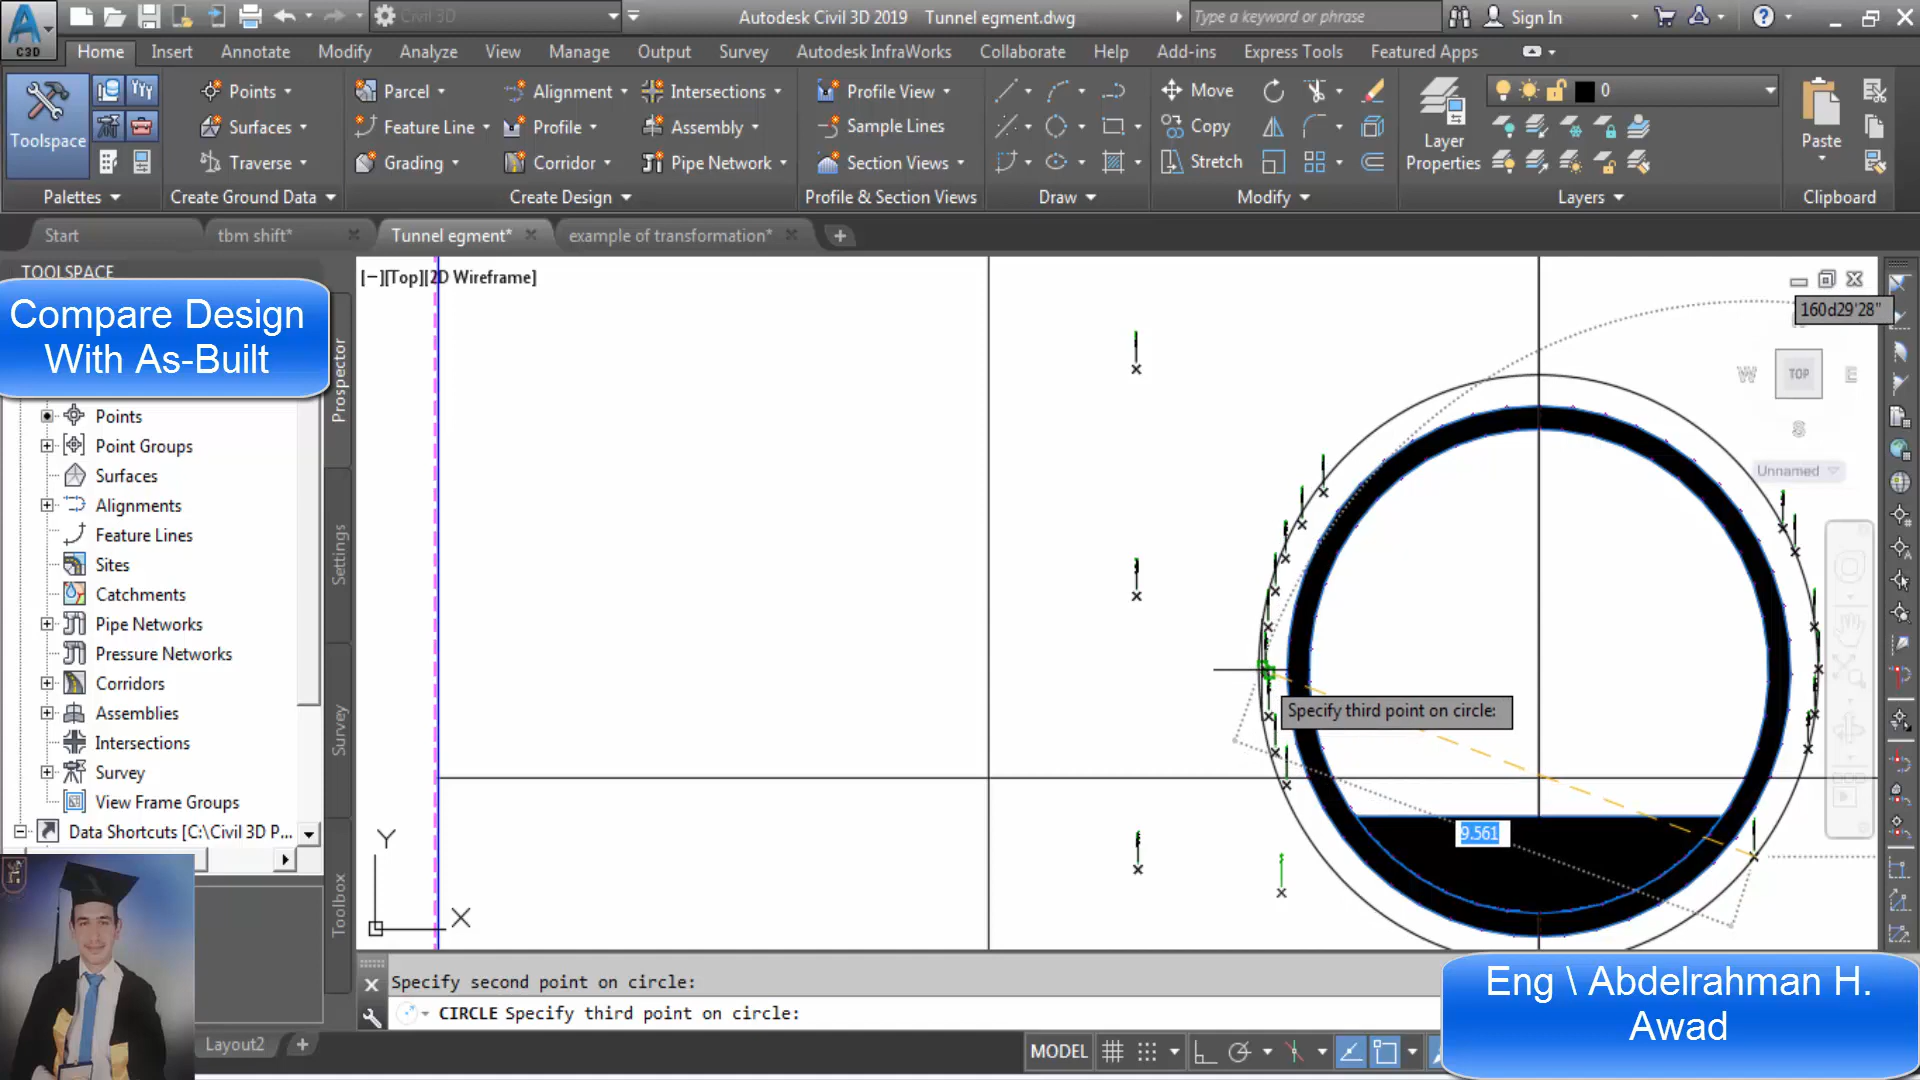 C3D
Civil 3D
Autodesk Civil 3D 2019 Tunnel egment.dwg
Type a keyword or phrase
Sign In
Home Insert Annotate Modify Analyze View Manage Output Survey Autodesk InfraWorks Collaborate Help Add-ins Express Tools Featured Apps
Toolspace
Points
Surfaces
Traverse
Parcel
Feature Line
Grading
Alignment
Profile
Corridor
Intersections
Assembly
Pipe Network
Profile View
Sample Lines
Section Views
Move
Copy
Stretch
Layer
Properties
0
Paste
Palettes
Create Ground Data
Create Design
Profile & Section Views
Draw
Modify
Layers
Clipboard
Start
tbm shift*
Tunnel egment*
example of transformation*
TOOLSPACE
[−][Top][2D Wireframe]
160d29'28"
Compare Design
With As-Built
Prospector
Settings
Survey
Toolbox
Points
Point Groups
Surfaces
Alignments
Feature Lines
Sites
Catchments
Pipe Networks
Pressure Networks
Corridors
Assemblies
Intersections
Survey
View Frame Groups
Data Shortcuts [C:\Civil 3D P...
W TOP E
S
Unnamed
Specify third point on circle:
9.561
Y
X
Specify second point on circle:
CIRCLE Specify third point on circle:
Layout2
MODEL
Eng \ Abdelrahman H.
Awad